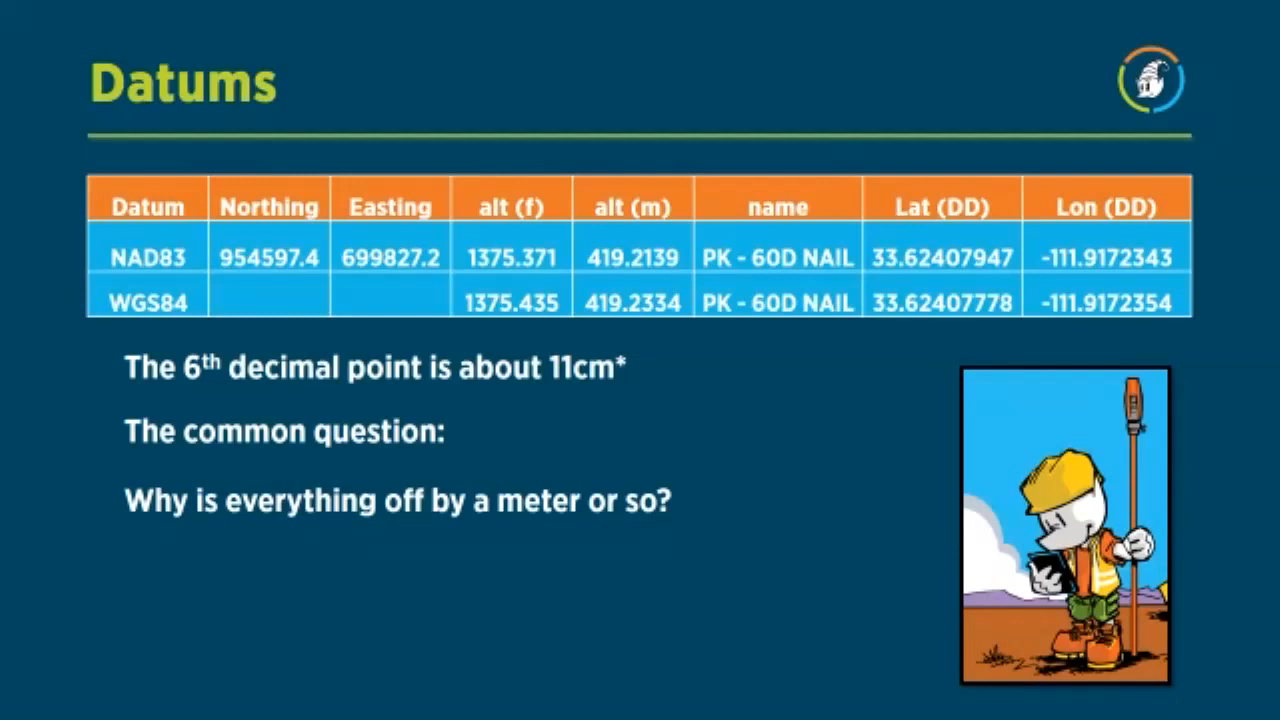 Datums
Datum Northing Easting alt (f) alt (m) name Lat (DD) Lon (DD)
NAD83 954597.4 699827.2 1375.371 419.2139 PK - 60D NAIL 33.62407947 -111.9172343
WGS84 1375.435 419.2334 PK - 60D NAIL 33.62407778 -111.9172354
The 6th decimal point is about 11cm*
The common question:
Why is everything off by a meter or so?